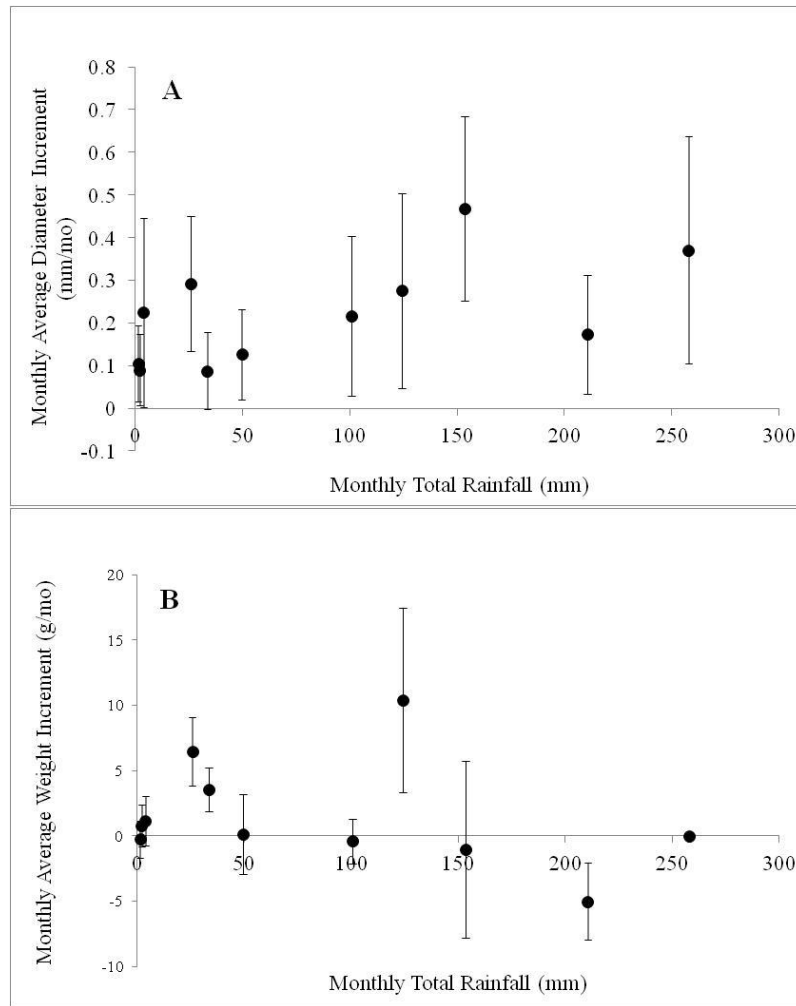 A
Monthly Average Diameter Increment
(mm/mo)
0.8
0.7
0.6
0.5
0.4
0.3
0.2
0.1
0
-0.1
0 50 100 150 200 250 300
Monthly Total Rainfall (mm)
B
Monthly Average Weight Increment (g/mo)
20
15
10
5
0
-5
-10
0 50 100 150 200 250 300
Monthly Total Rainfall (mm)